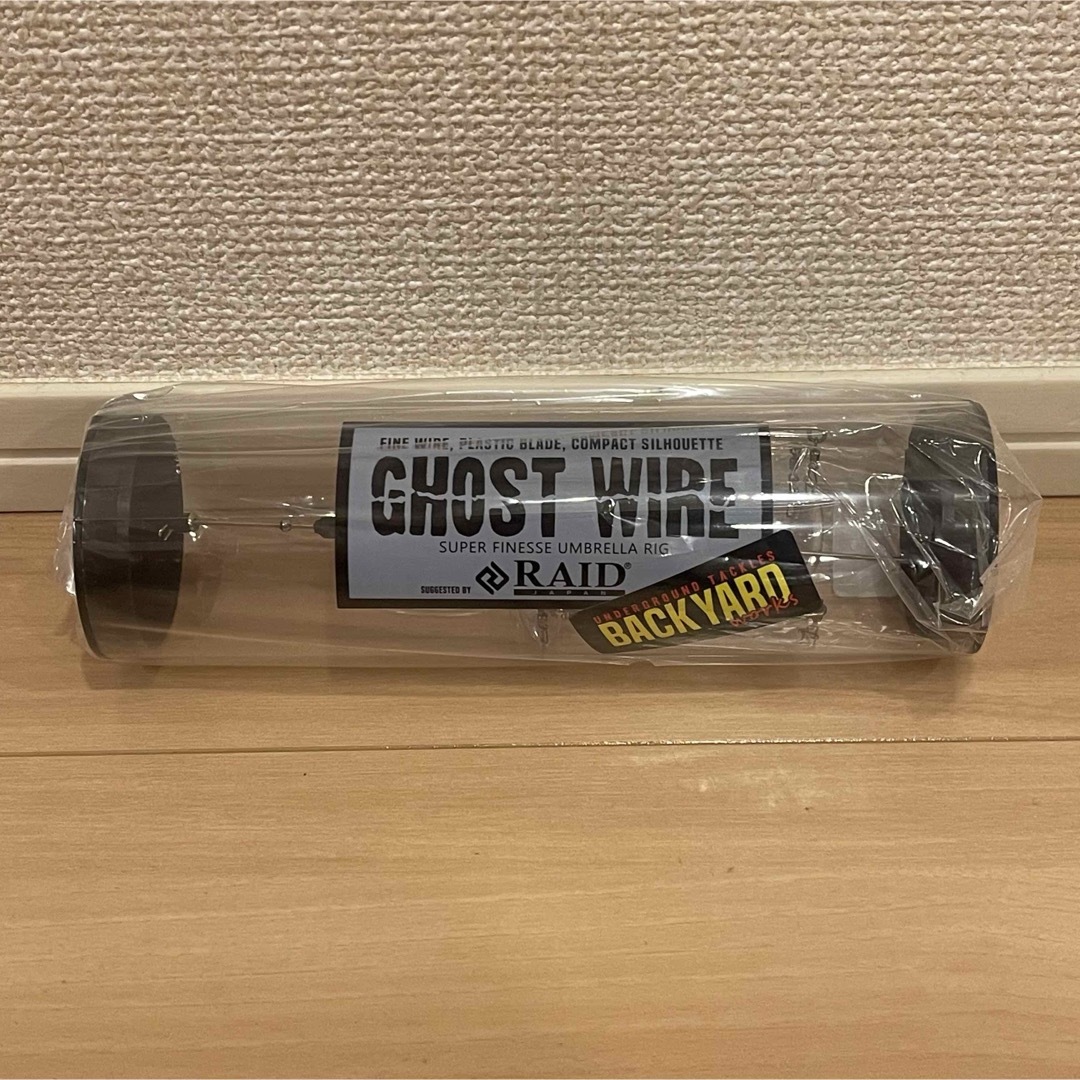 FINE WIRE, PLASTIC BLADE, COMPACT SILHOUETTE
GHOST WIRE
SUPER FINESSE UMBRELLA RIG
SUGGESTED BY RAID®
JAPAN
UNDERGROUND TACKLES
BACKYARD
works